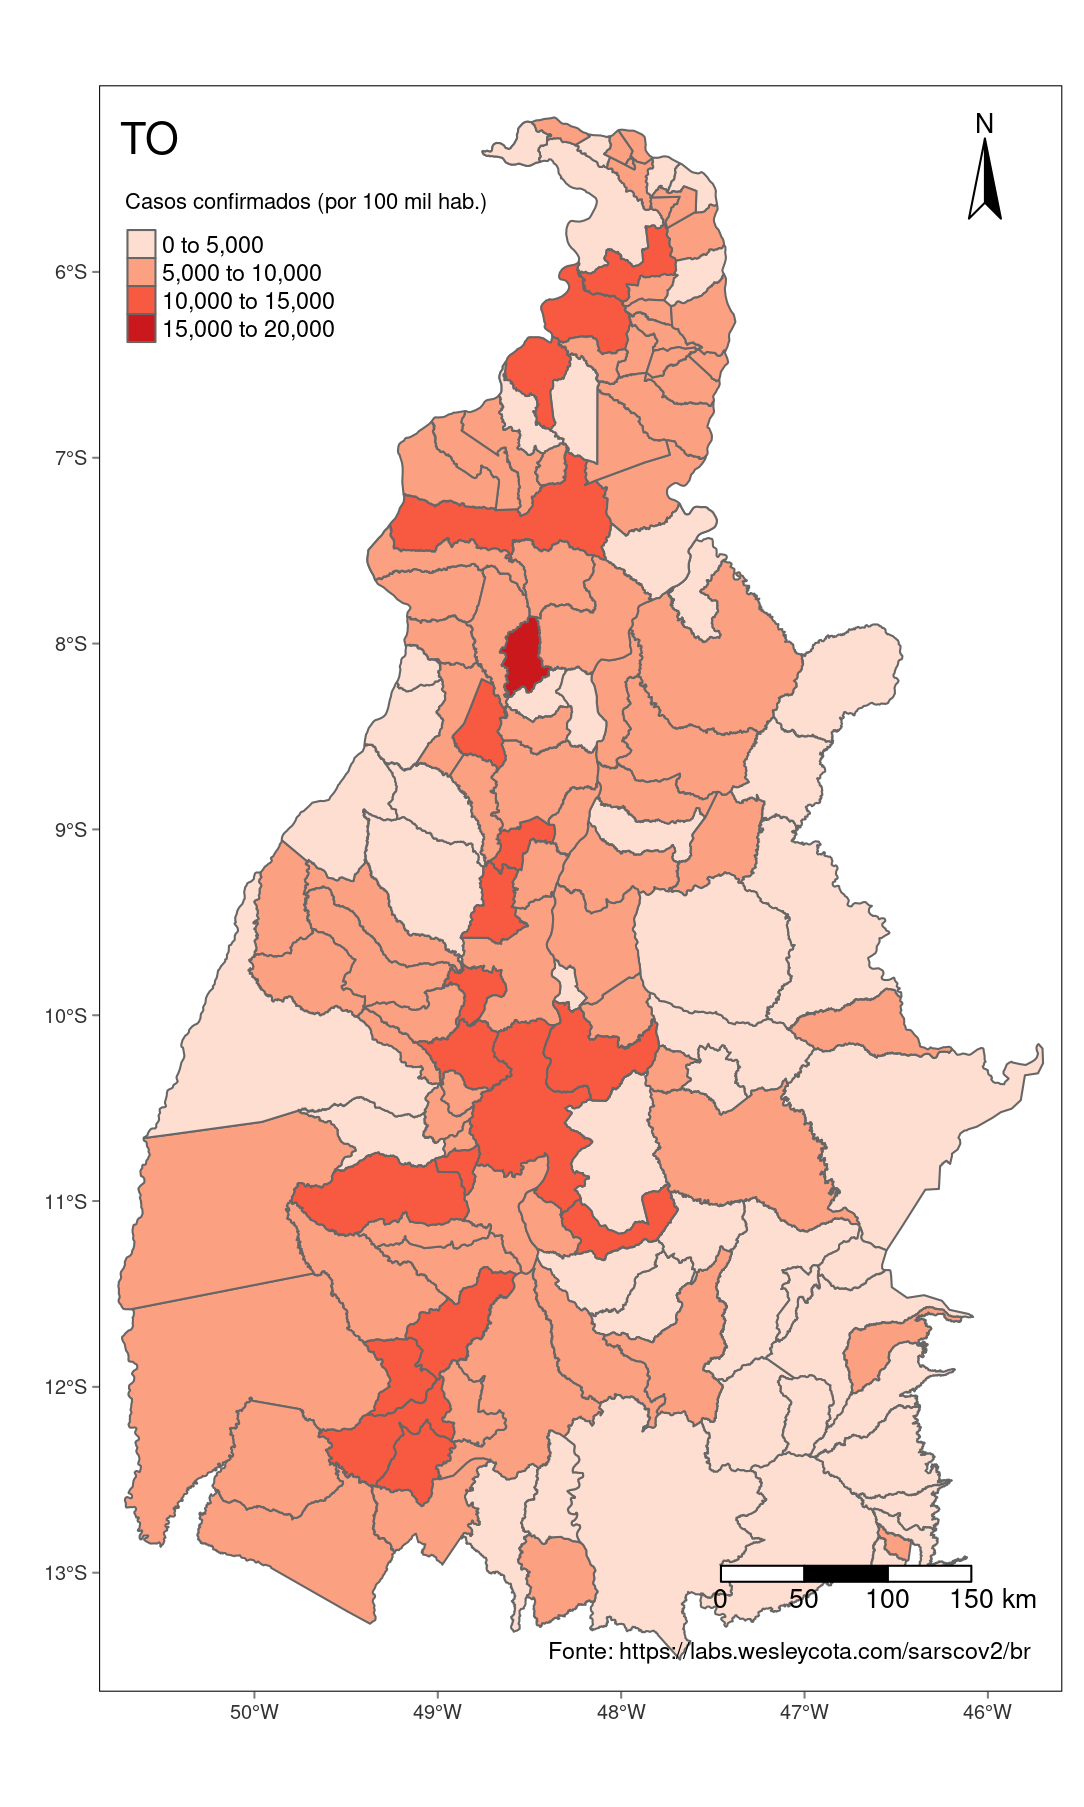 TO
N
Casos confirmados (por 100 mil hab.)
0 to 5,000
5,000 to 10,000
10,000 to 15,000
15,000 to 20,000
6°S
7°S
8°S
9°S
10°S
11°S
12°S
13°S
0 50 100 150 km
Fonte: https://labs.wesleycota.com/sarscov2/br
50°W 49°W 48°W 47°W 46°W